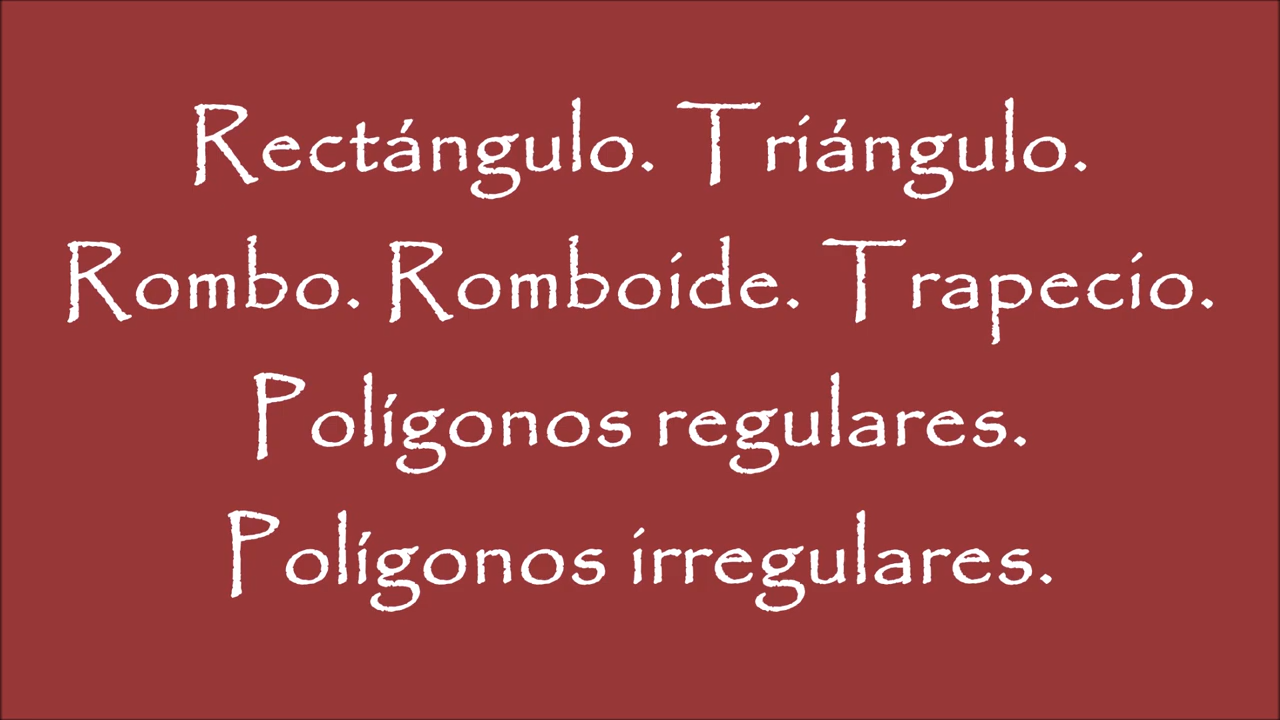 Rectángulo. Triángulo.
Rombo. Romboide. Trapecio.
Polígonos regulares.
Polígonos irregulares.